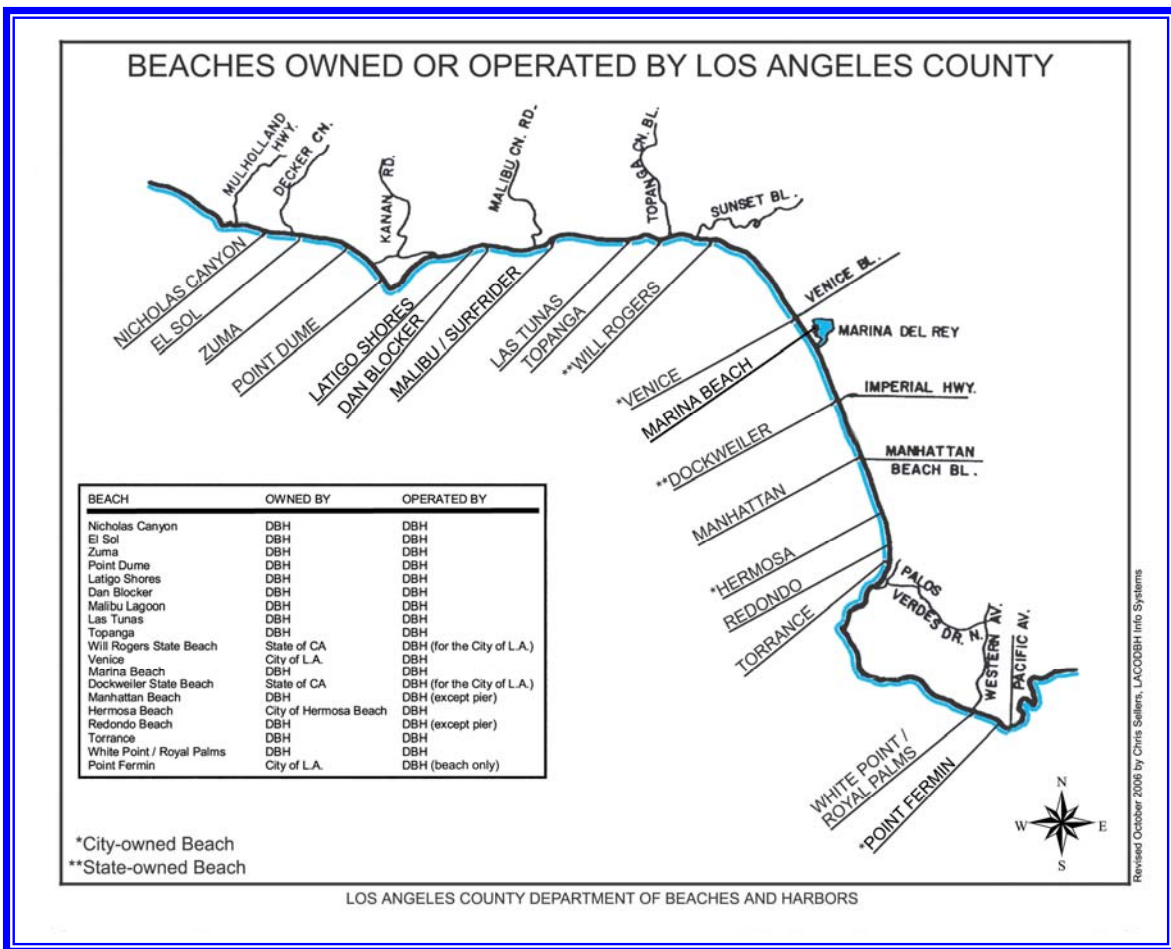 BEACHES OWNED OR OPERATED BY LOS ANGELES COUNTY
MULHOLLAND
HWY.
DECKER CN.
KANAN RD.
MALIBU CN. RD.
TOPANGA CN. BL.
SUNSET BL.
NICHOLAS CANYON
EL SOL
ZUMA
POINT DUME
LATIGO SHORES
DAN BLOCKER
MALIBU / SURFRIDER
LAS TUNAS
TOPANGA
**WILL ROGERS
VENICE BL.
MARINA DEL REY
*VENICE
MARINA BEACH
IMPERIAL HWY.
**DOCKWEILER
MANHATTAN
BEACH BL.
MANHATTAN
*HERMOSA
REDONDO
TORRANCE
PALOS
VERDES DR. N.
WESTERN AV.
PACIFIC AV.
WHITE POINT /
ROYAL PALMS
*POINT FERMIN
BEACH OWNED BY OPERATED BY
Nicholas Canyon DBH DBH
El Sol DBH DBH
Zuma DBH DBH
Point Dume DBH DBH
Latigo Shores DBH DBH
Dan Blocker DBH DBH
Malibu Lagoon DBH DBH
Las Tunas DBH DBH
Topanga DBH DBH
Will Rogers State Beach State of CA DBH (for the City of L.A.)
Venice City of L.A. DBH
Marina Beach DBH DBH
Dockweiler State Beach State of CA DBH (for the City of L.A.)
Manhattan Beach DBH DBH (except pier)
Hermosa Beach City of Hermosa Beach DBH
Redondo Beach DBH DBH (except pier)
Torrance DBH DBH
White Point / Royal Palms DBH DBH
Point Fermin City of L.A. DBH (beach only)
*City-owned Beach
**State-owned Beach
N
W E
S
Revised October 2006 by Chris Sellers, LACODBH Info Systems
LOS ANGELES COUNTY DEPARTMENT OF BEACHES AND HARBORS